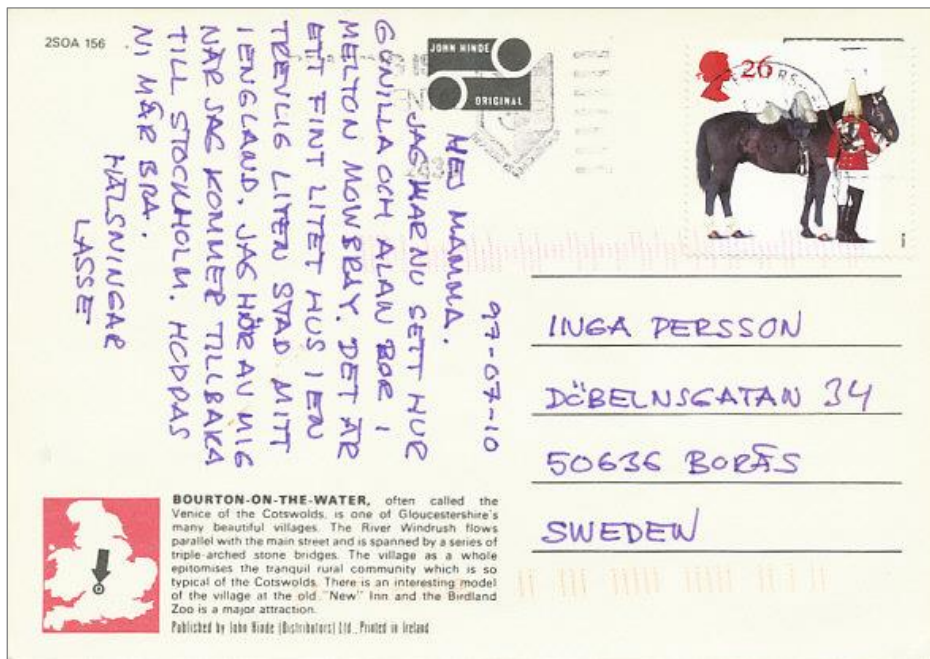 2SOA 156
JOHN HINDE
ORIGINAL
26
97-07-10
HEJ MAMMA.
JAG HAR NU SETT HUR
GUNILLA OCH ALAN BOR I
MELTON MOWBRAY. DET ÄR
ETT FINT LITET HUS I EN
TREVLIG LITEN STAD MITT
I ENGLAND. JAG HÖR AV MIG
NÄR JAG KOMMER TILLBAKA
TILL STOCKHOLM. HOPPAS
NI MÅR BRA.
HÄLSNINGAR
LASSE
INGA PERSSON
DÖBELNSGATAN 34
50636 BORÅS
SWEDEN
BOURTON-ON-THE-WATER, often called the
Venice of the Cotswolds, is one of Gloucestershire's
many beautiful villages. The River Windrush flows
parallel with the main street and is spanned by a series of
triple-arched stone bridges. The village as a whole
epitomises the tranquil rural community which is so
typical of the Cotswolds. There is an interesting model
of the village at the old "New" Inn and the Birdland
Zoo is a major attraction.
Published by John Hinde (Distributors) Ltd., Printed in Ireland